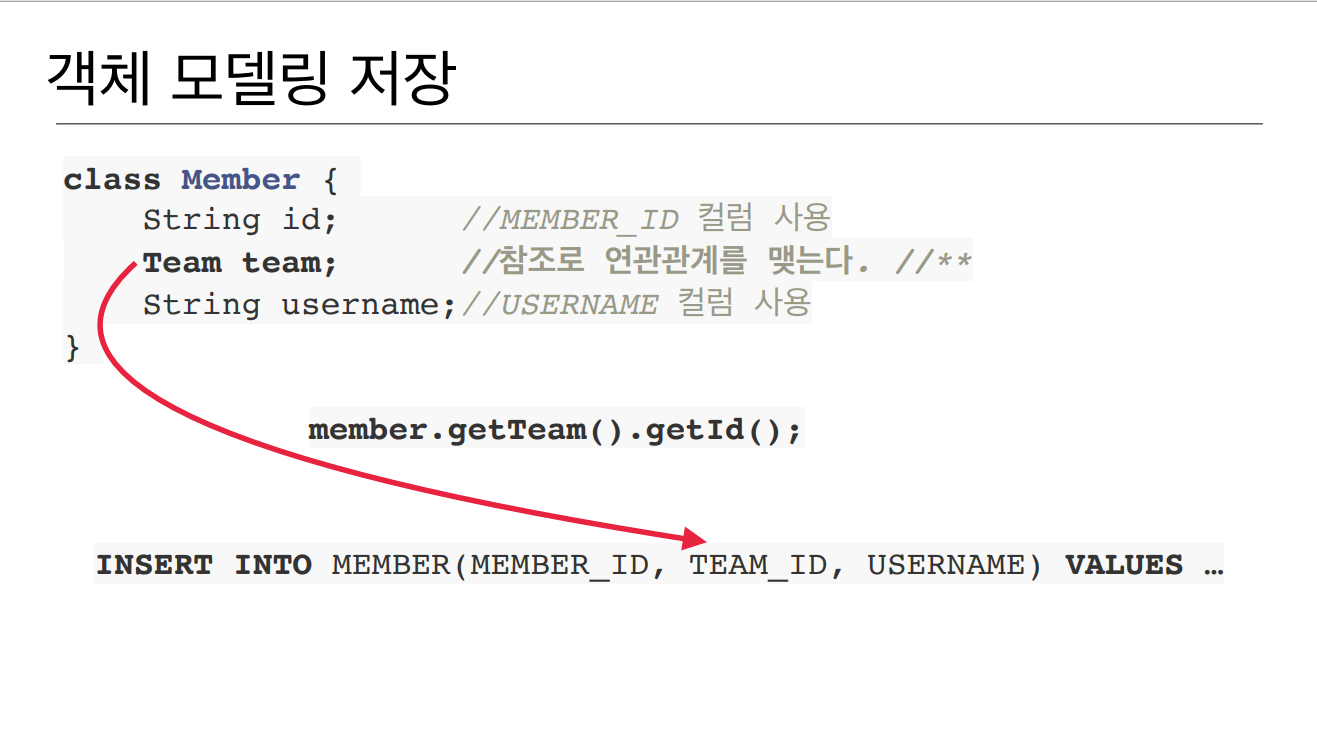 객체 모델링 저장
class Member {
String id; //MEMBER_ID 컬럼 사용
Team team; //참조로 연관관계를 맺는다. //**
String username;//USERNAME 컬럼 사용
}
member.getTeam().getId();
INSERT INTO MEMBER(MEMBER_ID, TEAM_ID, USERNAME) VALUES …